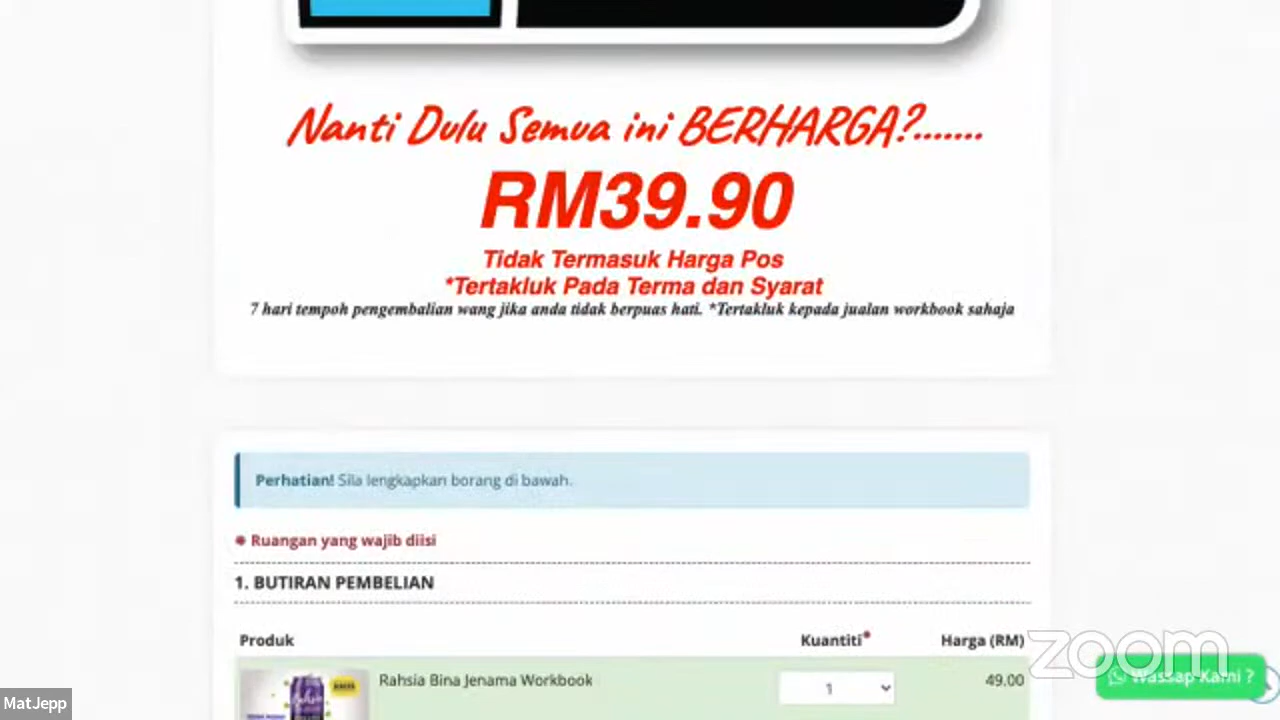 Nanti Dulu Semua ini BERHARGA?.......
RM39.90
Tidak Termasuk Harga Pos
*Tertakluk Pada Terma dan Syarat
7 hari tempoh pengembalian wang jika anda tidak berpuas hati. *Tertakluk kepada jualan workbook sahaja
Perhatian! Sila lengkapkan borang di bawah.
* Ruangan yang wajib diisi
1. BUTIRAN PEMBELIAN
Produk Kuantiti* Harga (RM)
Rahsia Bina Jenama Workbook 1 49.00
zoom
Wassap Kami ?
MatJepp